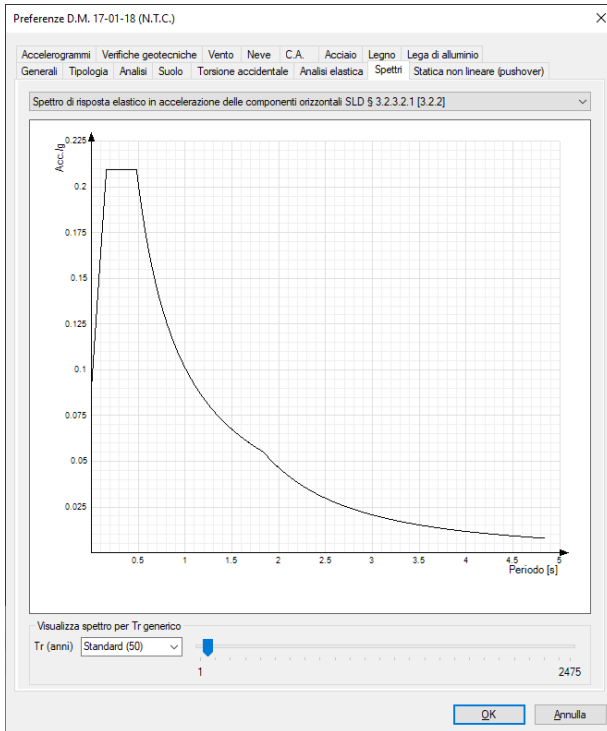 Preferenze D.M. 17-01-18 (N.T.C.)
Accelerogrammi Verifiche geotecniche Vento Neve C.A. Acciaio Legno Lega di alluminio
Generali Tipologia Analisi Suolo Torsione accidentale Analisi elastica Spettri Statica non lineare (pushover)
Spettro di risposta elastico in accelerazione delle componenti orizzontali SLD § 3.2.3.2.1 [3.2.2]
Acc./g
0.225
0.2
0.175
0.15
0.125
0.1
0.075
0.05
0.025
0.5 1 1.5 2 2.5 3 3.5 4 4.5 5
Periodo [s]
Visualizza spettro per Tr generico
Tr (anni) Standard (50)
1 2475
OK Annulla